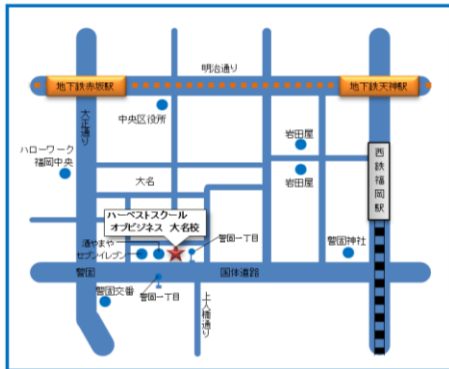 明治通り
地下鉄赤坂駅
地下鉄天神駅
大正通り
中央区役所
岩田屋
ハローワーク
福岡中央
西鉄福岡駅
岩田屋
大名
ハーベストスクール
オブビジネス 大名校
酒やまや
セブンイレブン
警固一丁目
警固神社
警固
国体道路
警固交番
警固一丁目
上人橋通り